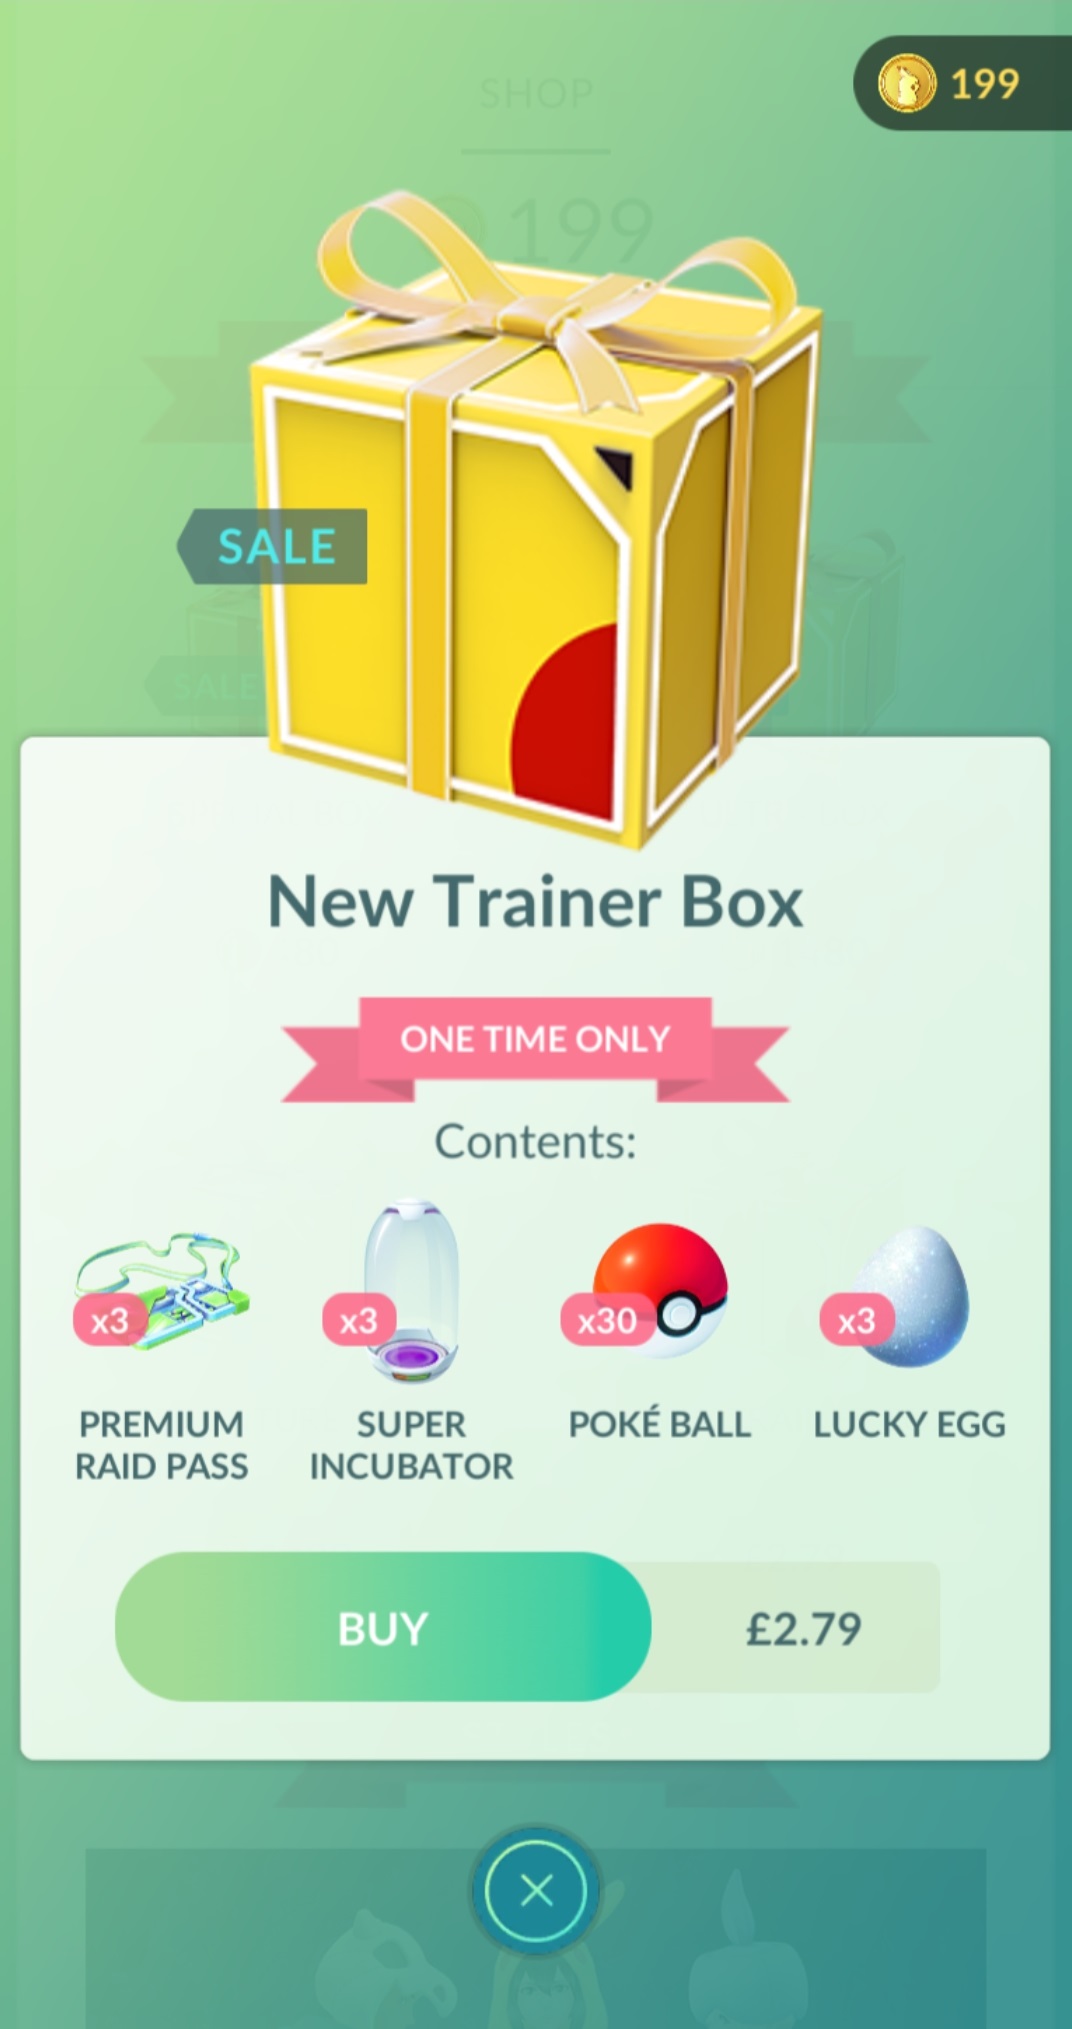 199
SHOP
199
SALE
SALE
New Trainer Box
ONE TIME ONLY
Contents:
x3
x3
x30
x3
PREMIUM
RAID PASS
SUPER
INCUBATOR
POKÉ BALL
LUCKY EGG
BUY
£2.79